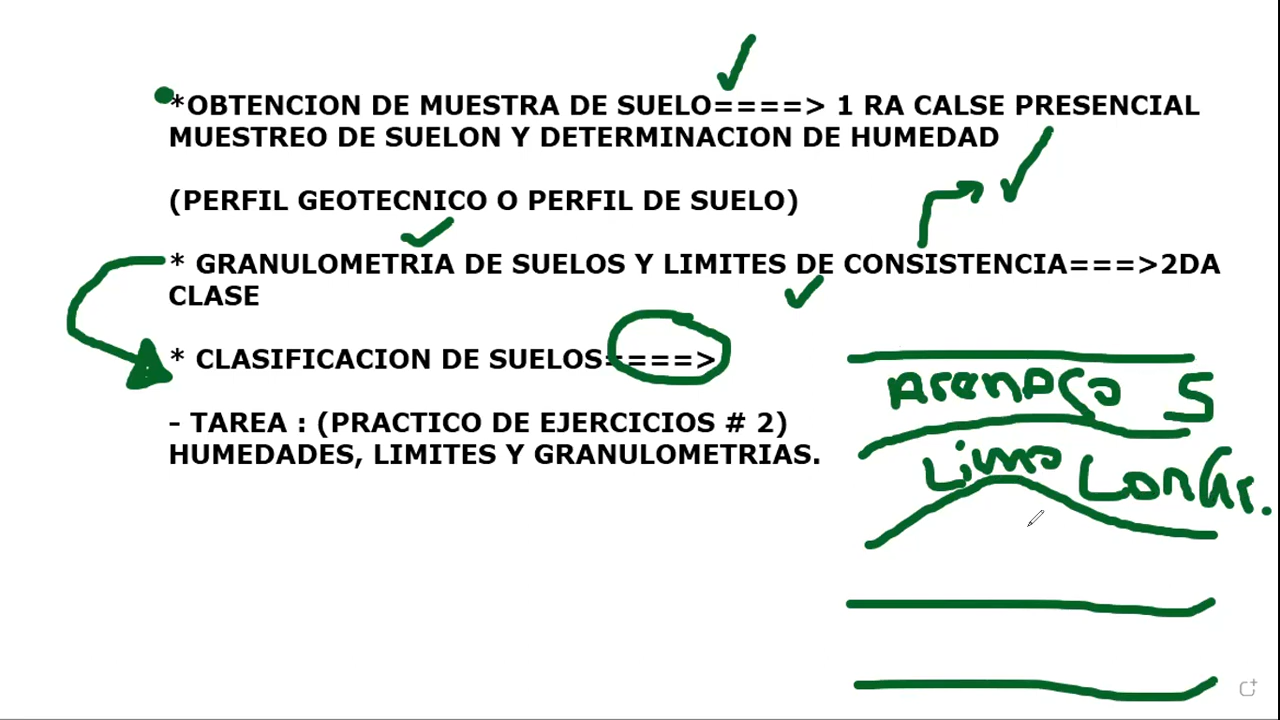 *OBTENCION DE MUESTRA DE SUELO====> 1 RA CALSE PRESENCIAL
MUESTREO DE SUELON Y DETERMINACION DE HUMEDAD
(PERFIL GEOTECNICO O PERFIL DE SUELO)
* GRANULOMETRIA DE SUELOS Y LIMITES DE CONSISTENCIA===>2DA
CLASE
* CLASIFICACION DE SUELOS====>
- TAREA : (PRACTICO DE EJERCICIOS # 2)
HUMEDADES, LIMITES Y GRANULOMETRIAS.
S
Limo